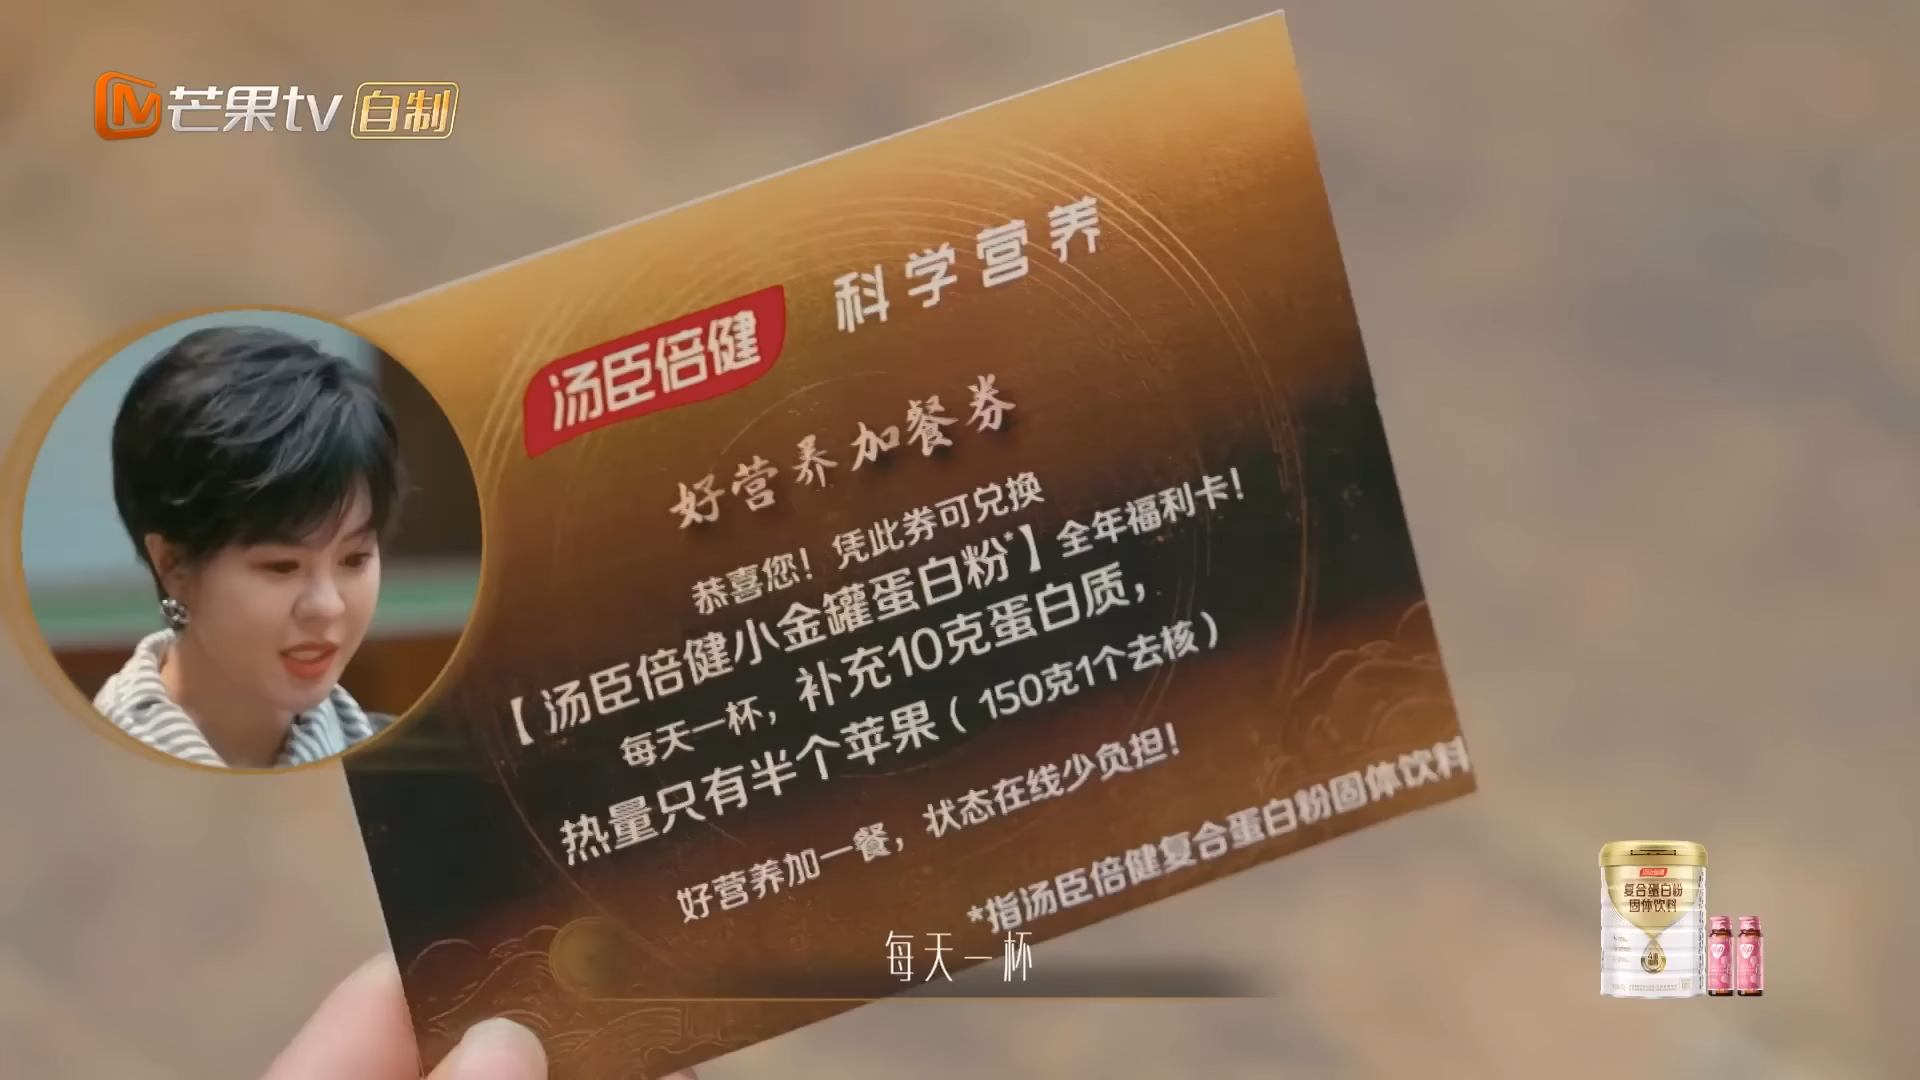 芒果tv 自制
汤臣倍健 科学营养
好营养加餐券
恭喜您！凭此券可兑换
【汤臣倍健小金罐蛋白粉*】全年福利卡！
每天一杯，补充10克蛋白质，
热量只有半个苹果（150克1个去核）
好营养加一餐，状态在线少负担！
*指汤臣倍健复合蛋白粉固体饮料
每天一杯
汤臣倍健
复合蛋白粉
固体饮料